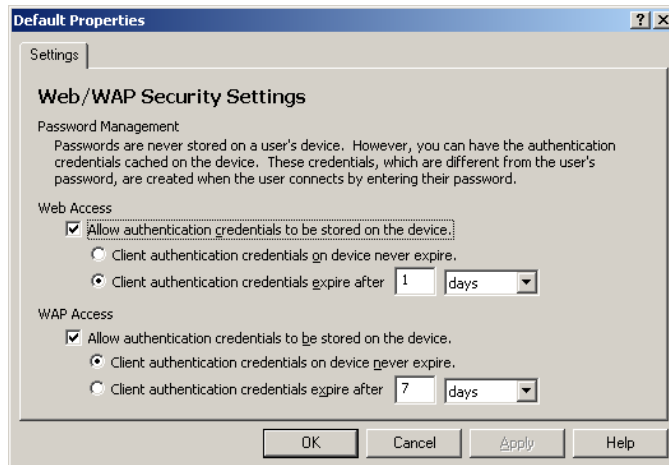 Default Properties
Settings
Web/WAP Security Settings
Password Management
Passwords are never stored on a user's device. However, you can have the authentication
credentials cached on the device. These credentials, which are different from the user's
password, are created when the user connects by entering their password.
Web Access
Allow authentication credentials to be stored on the device.
Client authentication credentials on device never expire.
Client authentication credentials expire after 1 days
WAP Access
Allow authentication credentials to be stored on the device.
Client authentication credentials on device never expire.
Client authentication credentials expire after 7 days
OK Cancel Apply Help